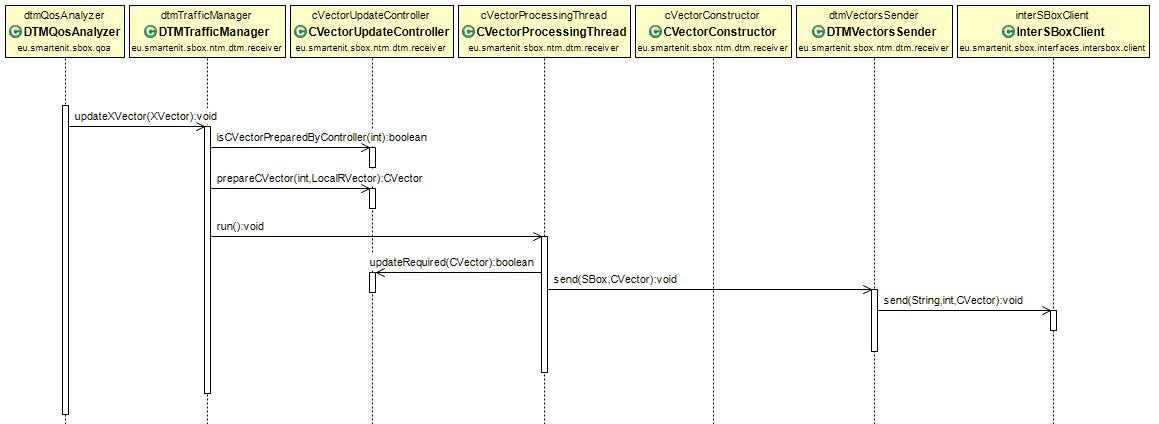 dtmQosAnalyzer
DTMQosAnalyzer
eu.smartenit.sbox.qoa
dtmTrafficManager
DTMTrafficManager
eu.smartenit.sbox.ntm.dtm.receiver
cVectorUpdateController
CVectorUpdateController
eu.smartenit.sbox.ntm.dtm.receiver
cVectorProcessingThread
CVectorProcessingThread
eu.smartenit.sbox.ntm.dtm.receiver
cVectorConstructor
CVectorConstructor
eu.smartenit.sbox.ntm.dtm.receiver
dtmVectorsSender
DTMVectorsSender
eu.smartenit.sbox.ntm.dtm.receiver
interSBoxClient
InterSBoxClient
eu.smartenit.sbox.interfaces.intersbox.client
updateXVector(XVector):void
isCVectorPreparedByController(int):boolean
prepareCVector(int,LocalRVector):CVector
run():void
updateRequired(CVector):boolean
send(SBox,CVector):void
send(String,int,CVector):void